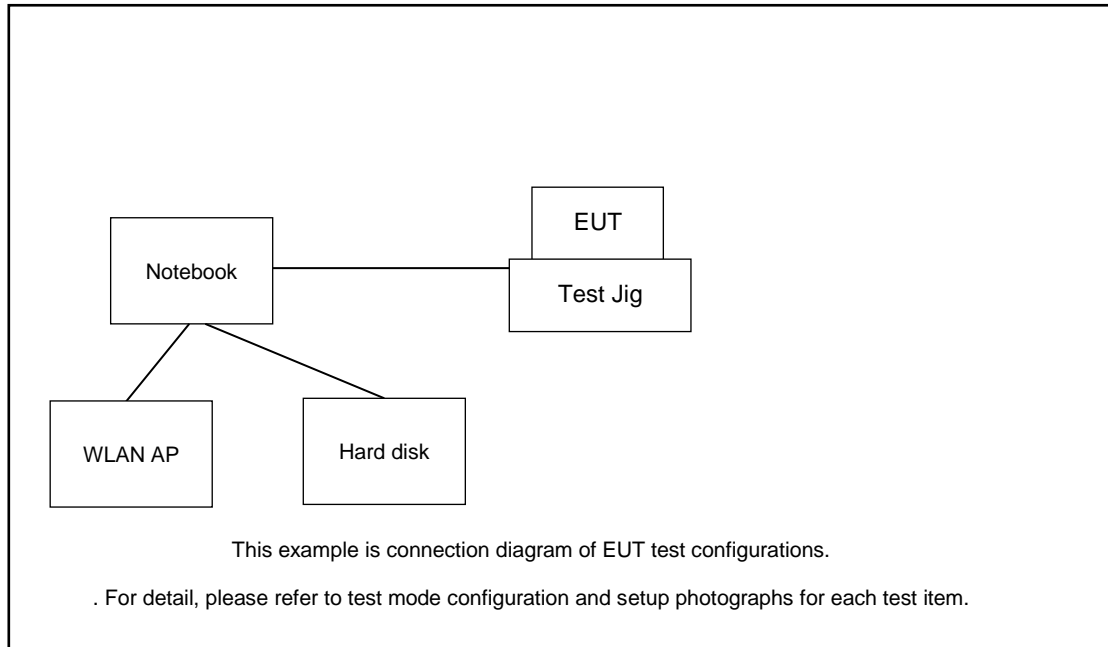 EUT
Notebook
Test Jig
WLAN AP
Hard disk
This example is connection diagram of EUT test configurations.
. For detail, please refer to test mode configuration and setup photographs for each test item.